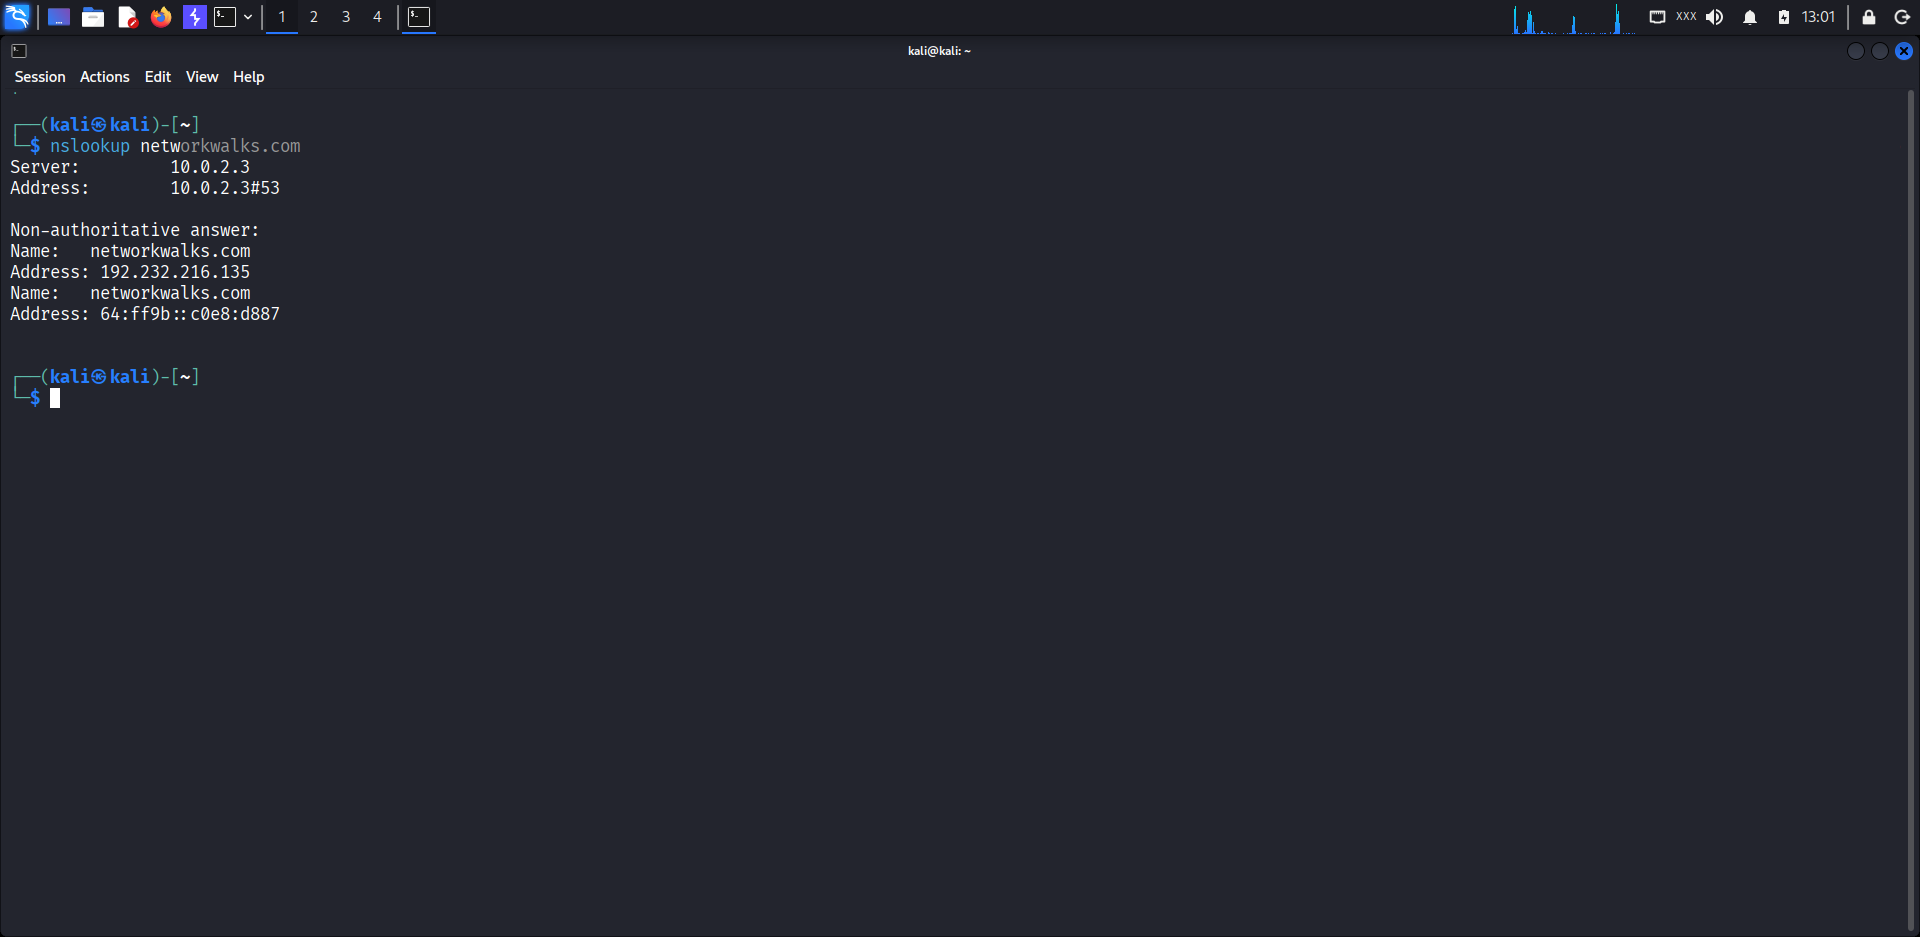 1 2 3 4
XXX
13:01
kali@kali: ~
Session Actions Edit View Help
┌──(kali㉿kali)-[~]
└─$ nslookup networkwalks.com
Server:         10.0.2.3
Address:        10.0.2.3#53
Non-authoritative answer:
Name:   networkwalks.com
Address: 192.232.216.135
Name:   networkwalks.com
Address: 64:ff9b::c0e8:d887
┌──(kali㉿kali)-[~]
└─$